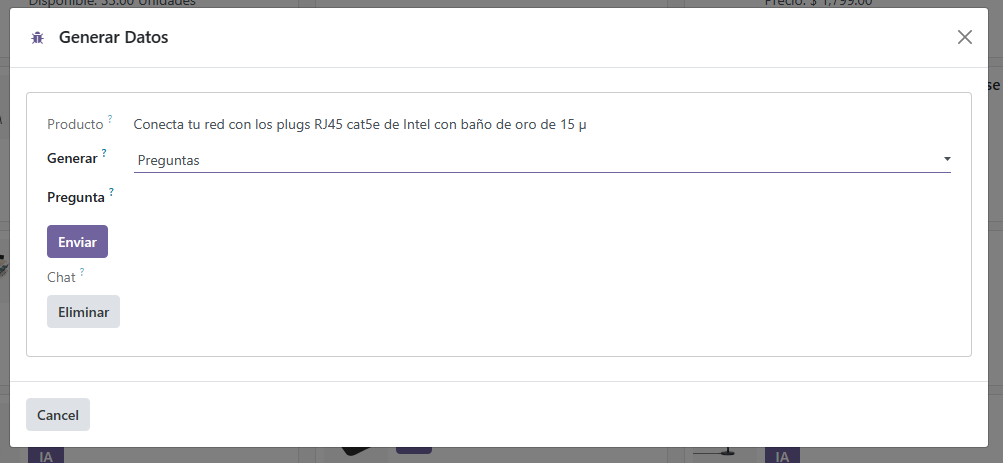 Disponible: 33.00 Unidades
Precio: $ 1,799.00
Generar Datos
Producto ? Conecta tu red con los plugs RJ45 cat5e de Intel con baño de oro de 15 µ
Generar ? Preguntas
Pregunta ?
Enviar
Chat ?
Eliminar
Cancel
IA
IA